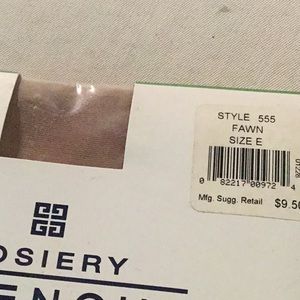 STYLE 555
FAWN
SIZE E
0 82217 00972 4
Mfg. Sugg. Retail $9.50
OSIERY